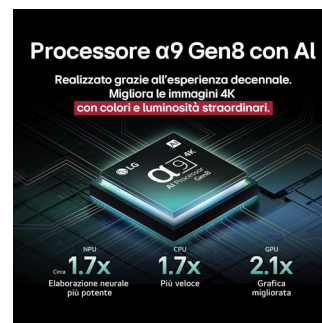 Processore α9 Gen8 con AI
Realizzato grazie all'esperienza decennale.
Migliora le immagini 4K
con colori e luminosità straordinari.
AI
LG
α9 4K
AI Processor
Gen8
NPU
Circa 1.7x
Elaborazione neurale
più potente
CPU
1.7x
Più veloce
GPU
2.1x
Grafica
migliorata